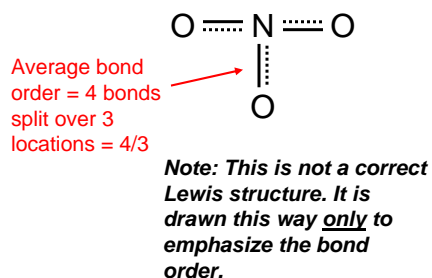 O N O
Average bond
order = 4 bonds
split over 3
locations = 4/3
O
Note: This is not a correct
Lewis structure. It is
drawn this way only to
emphasize the bond
order.